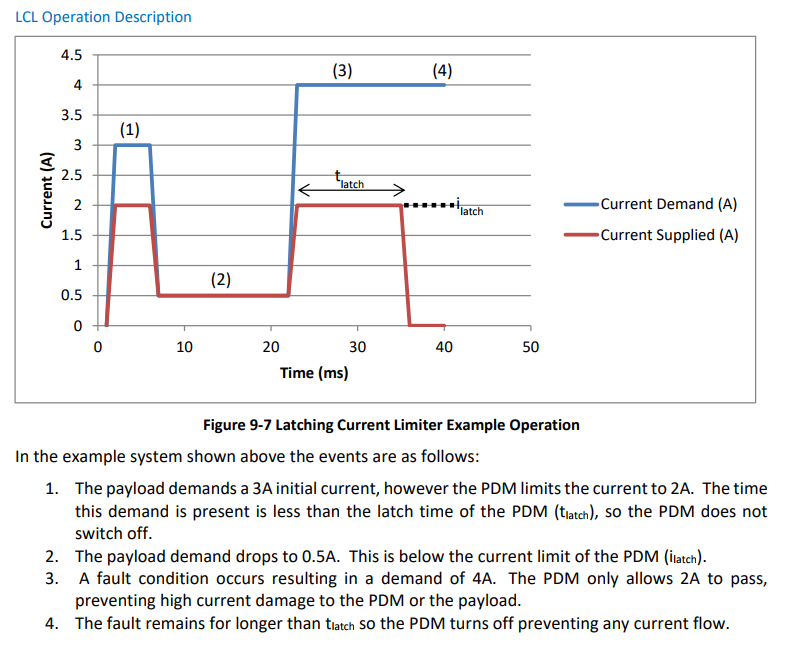 LCL Operation Description
4.5
4
3.5
3
2.5
2
1.5
1
0.5
0
Current (A)
(1)
(2)
(3)
(4)
tlatch
ilatch
0 10 20 30 40 50
Time (ms)
Current Demand (A)
Current Supplied (A)
Figure 9-7 Latching Current Limiter Example Operation
In the example system shown above the events are as follows:
1. The payload demands a 3A initial current, however the PDM limits the current to 2A. The time
this demand is present is less than the latch time of the PDM (tlatch), so the PDM does not
switch off.
2. The payload demand drops to 0.5A. This is below the current limit of the PDM (ilatch).
3. A fault condition occurs resulting in a demand of 4A. The PDM only allows 2A to pass,
preventing high current damage to the PDM or the payload.
4. The fault remains for longer than tlatch so the PDM turns off preventing any current flow.